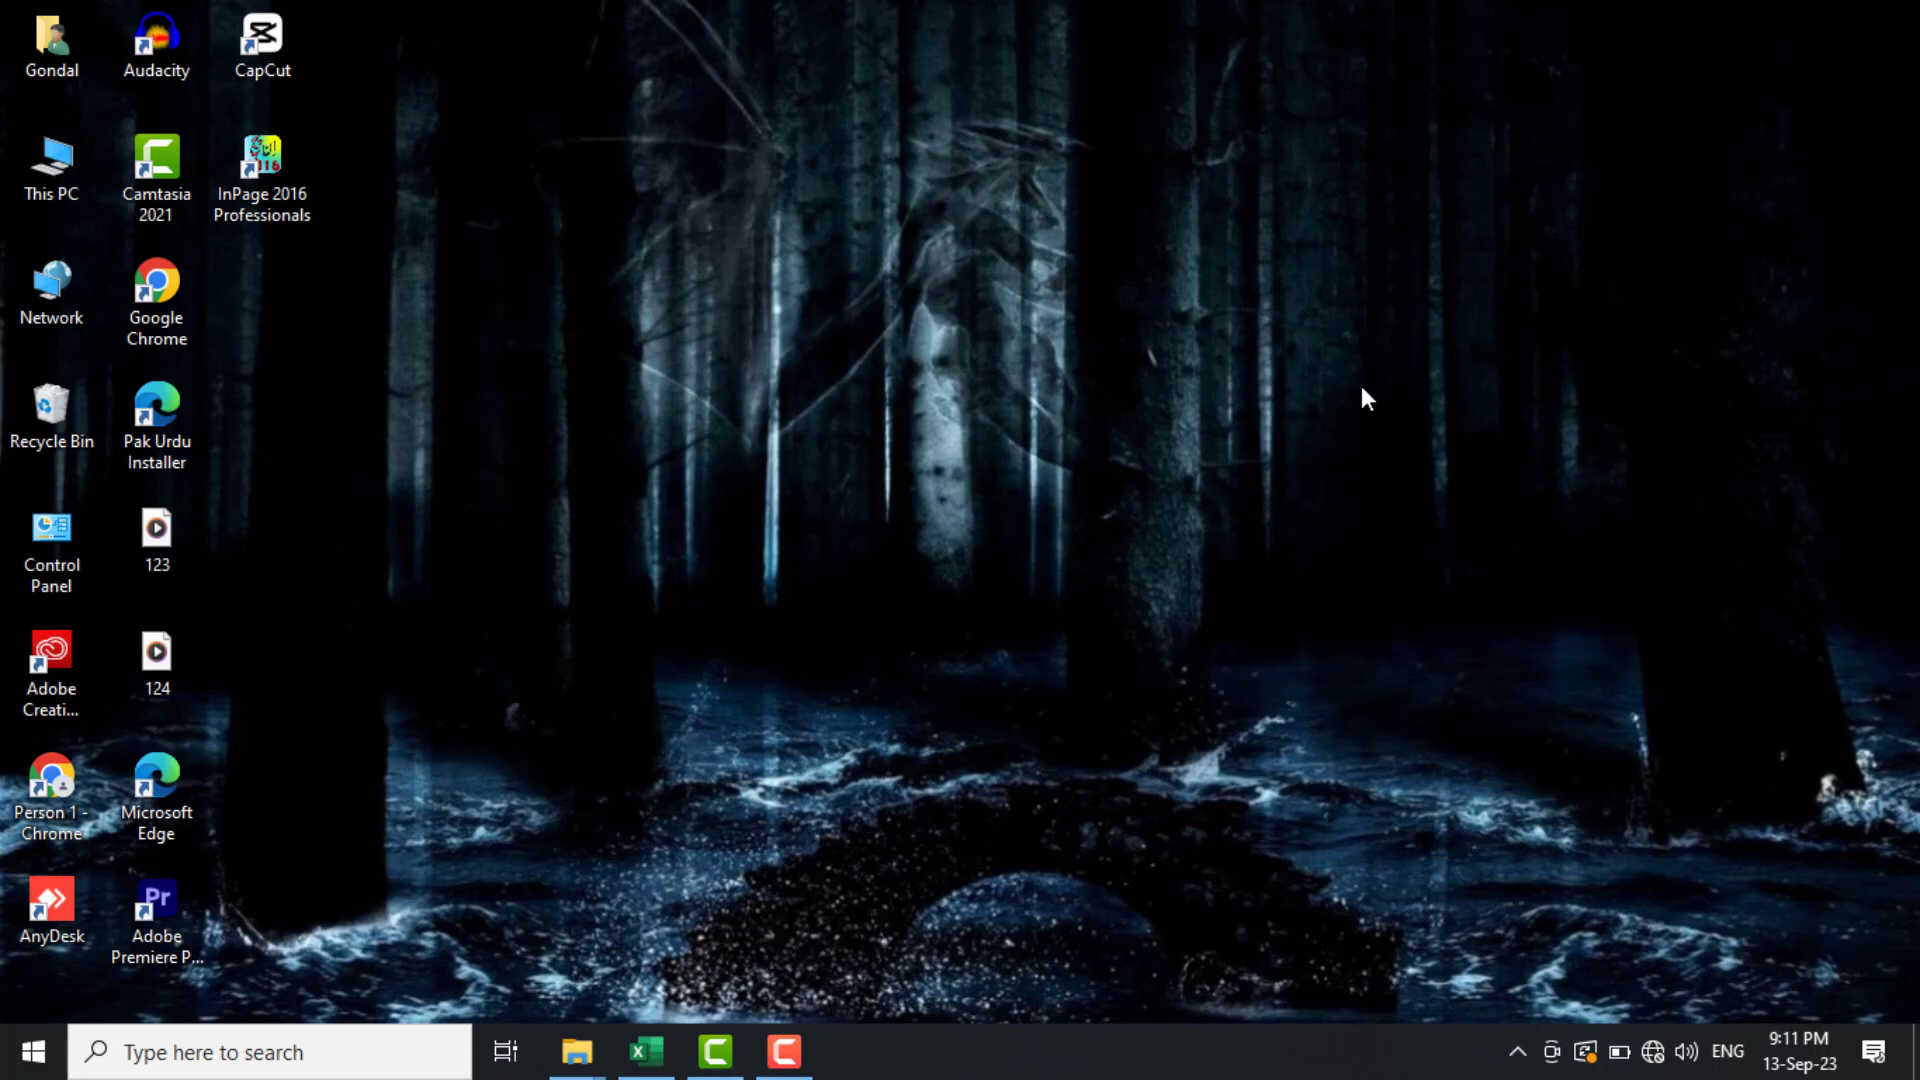 Gondal
Audacity
CapCut
This PC
Camtasia
2021
InPage 2016
Professionals
Network
Google
Chrome
Recycle Bin
Pak Urdu
Installer
Control
Panel
123
Adobe
Creati...
124
Person 1 -
Chrome
Microsoft
Edge
AnyDesk
Pr
Adobe
Premiere P...
Type here to search
ENG
9:11 PM
13-Sep-23